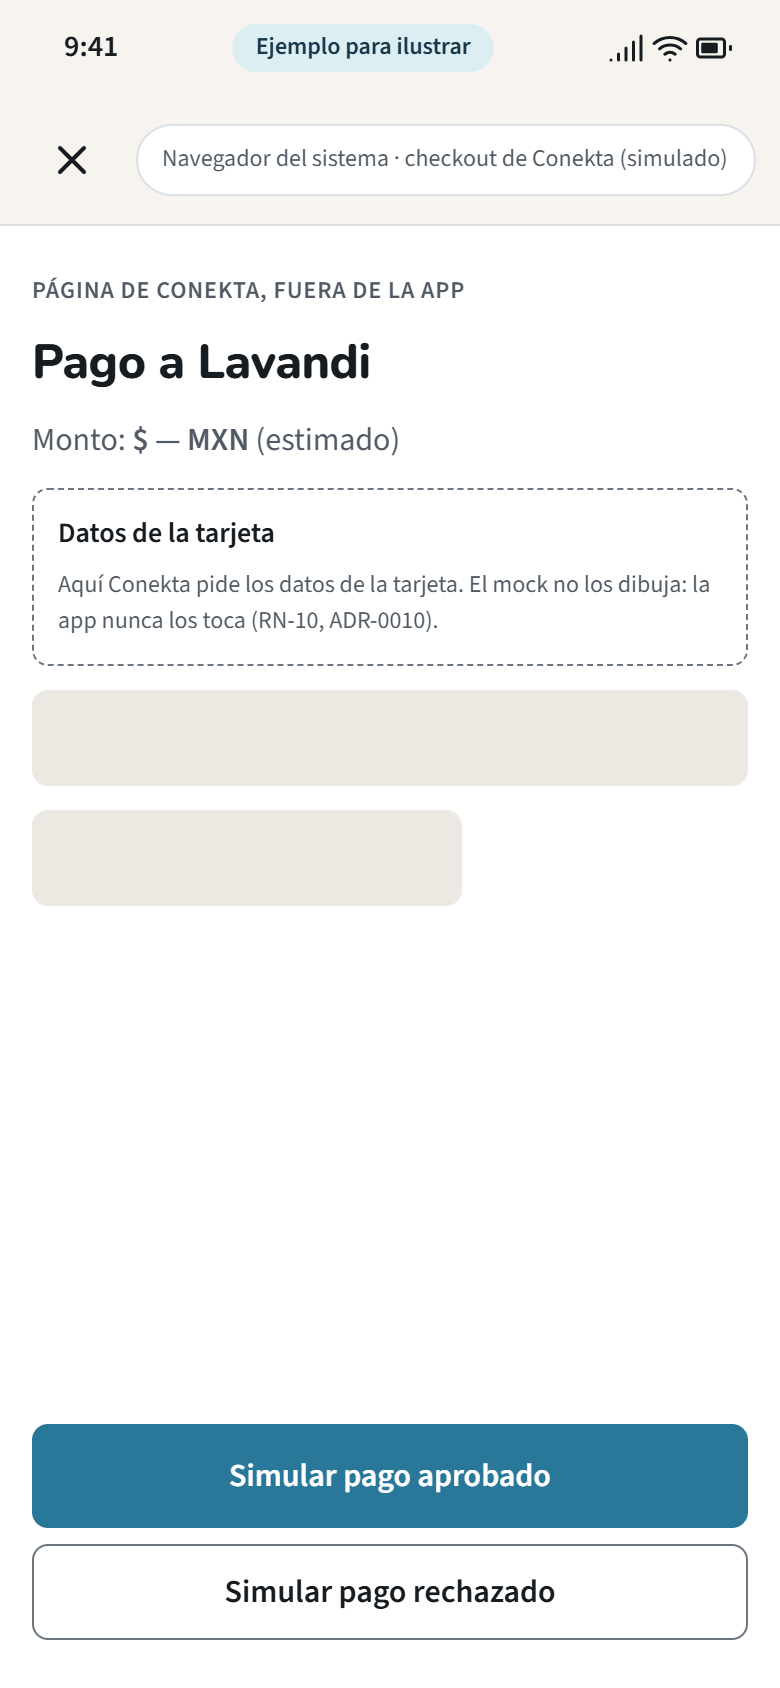 9:41
Ejemplo para ilustrar
Navegador del sistema · checkout de Conekta (simulado)
PÁGINA DE CONEKTA, FUERA DE LA APP
Pago a Lavandi
Monto: $ — MXN (estimado)
Datos de la tarjeta
Aquí Conekta pide los datos de la tarjeta. El mock no los dibuja: la
app nunca los toca (RN-10, ADR-0010).
Simular pago aprobado
Simular pago rechazado